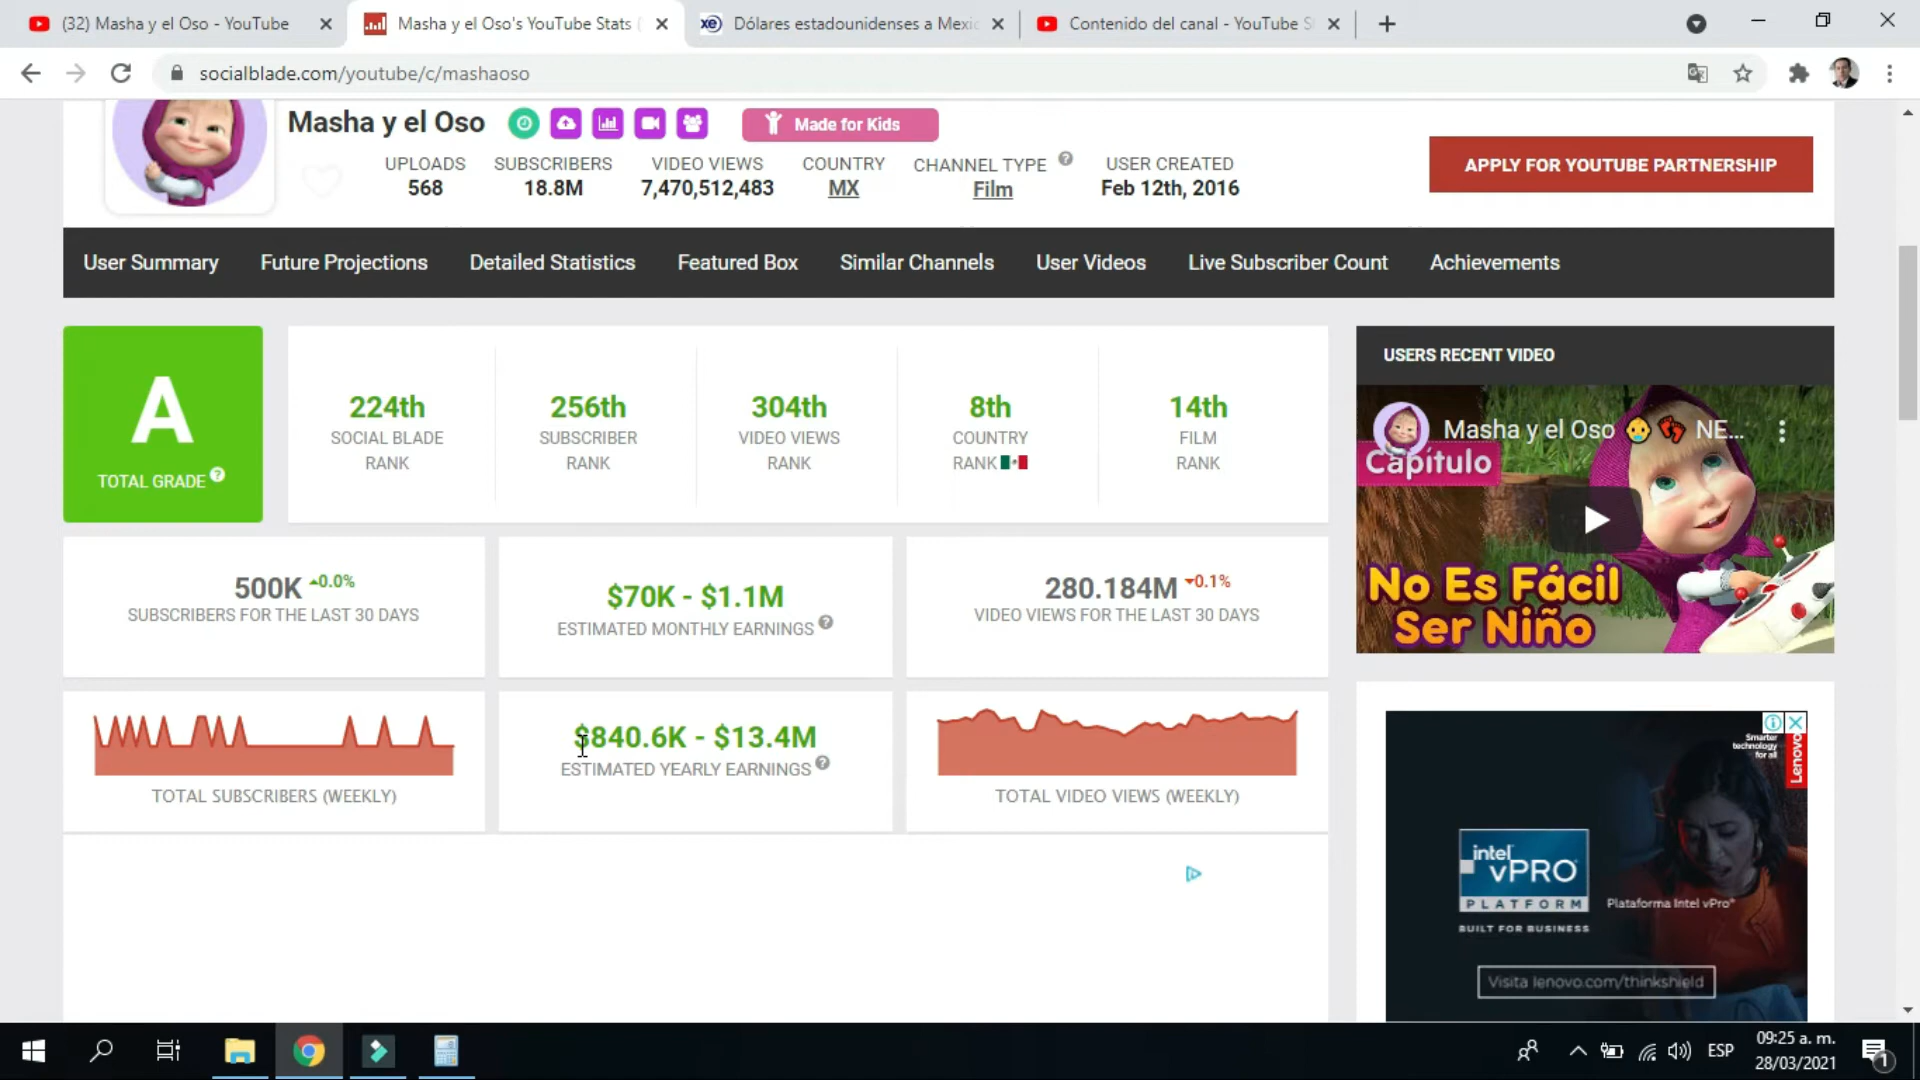 (32) Masha y el Oso - YouTube
Masha y el Oso's YouTube Stats (
Dólares estadounidenses a Mexic
Contenido del canal - YouTube S
socialblade.com/youtube/c/mashaoso
Masha y el Oso
Made for Kids
UPLOADS
568
SUBSCRIBERS
18.8M
VIDEO VIEWS
7,470,512,483
COUNTRY
MX
CHANNEL TYPE
Film
USER CREATED
Feb 12th, 2016
APPLY FOR YOUTUBE PARTNERSHIP
User Summary
Future Projections
Detailed Statistics
Featured Box
Similar Channels
User Videos
Live Subscriber Count
Achievements
A
TOTAL GRADE
224th
SOCIAL BLADE
RANK
256th
SUBSCRIBER
RANK
304th
VIDEO VIEWS
RANK
8th
COUNTRY
RANK
14th
FILM
RANK
500K 0.0%
SUBSCRIBERS FOR THE LAST 30 DAYS
$70K - $1.1M
ESTIMATED MONTHLY EARNINGS
280.184M 0.1%
VIDEO VIEWS FOR THE LAST 30 DAYS
TOTAL SUBSCRIBERS (WEEKLY)
$840.6K - $13.4M
ESTIMATED YEARLY EARNINGS
TOTAL VIDEO VIEWS (WEEKLY)
USERS RECENT VIDEO
Masha y el Oso 👶👣 NE...
Capítulo
No Es Fácil
Ser Niño
Smarter
technology
for all
Lenovo
intel
vPRO
PLATFORM
BUILT FOR BUSINESS
Plataforma Intel vPro®
Visita lenovo.com/thinkshield
ESP
09:25 a. m.
28/03/2021
1